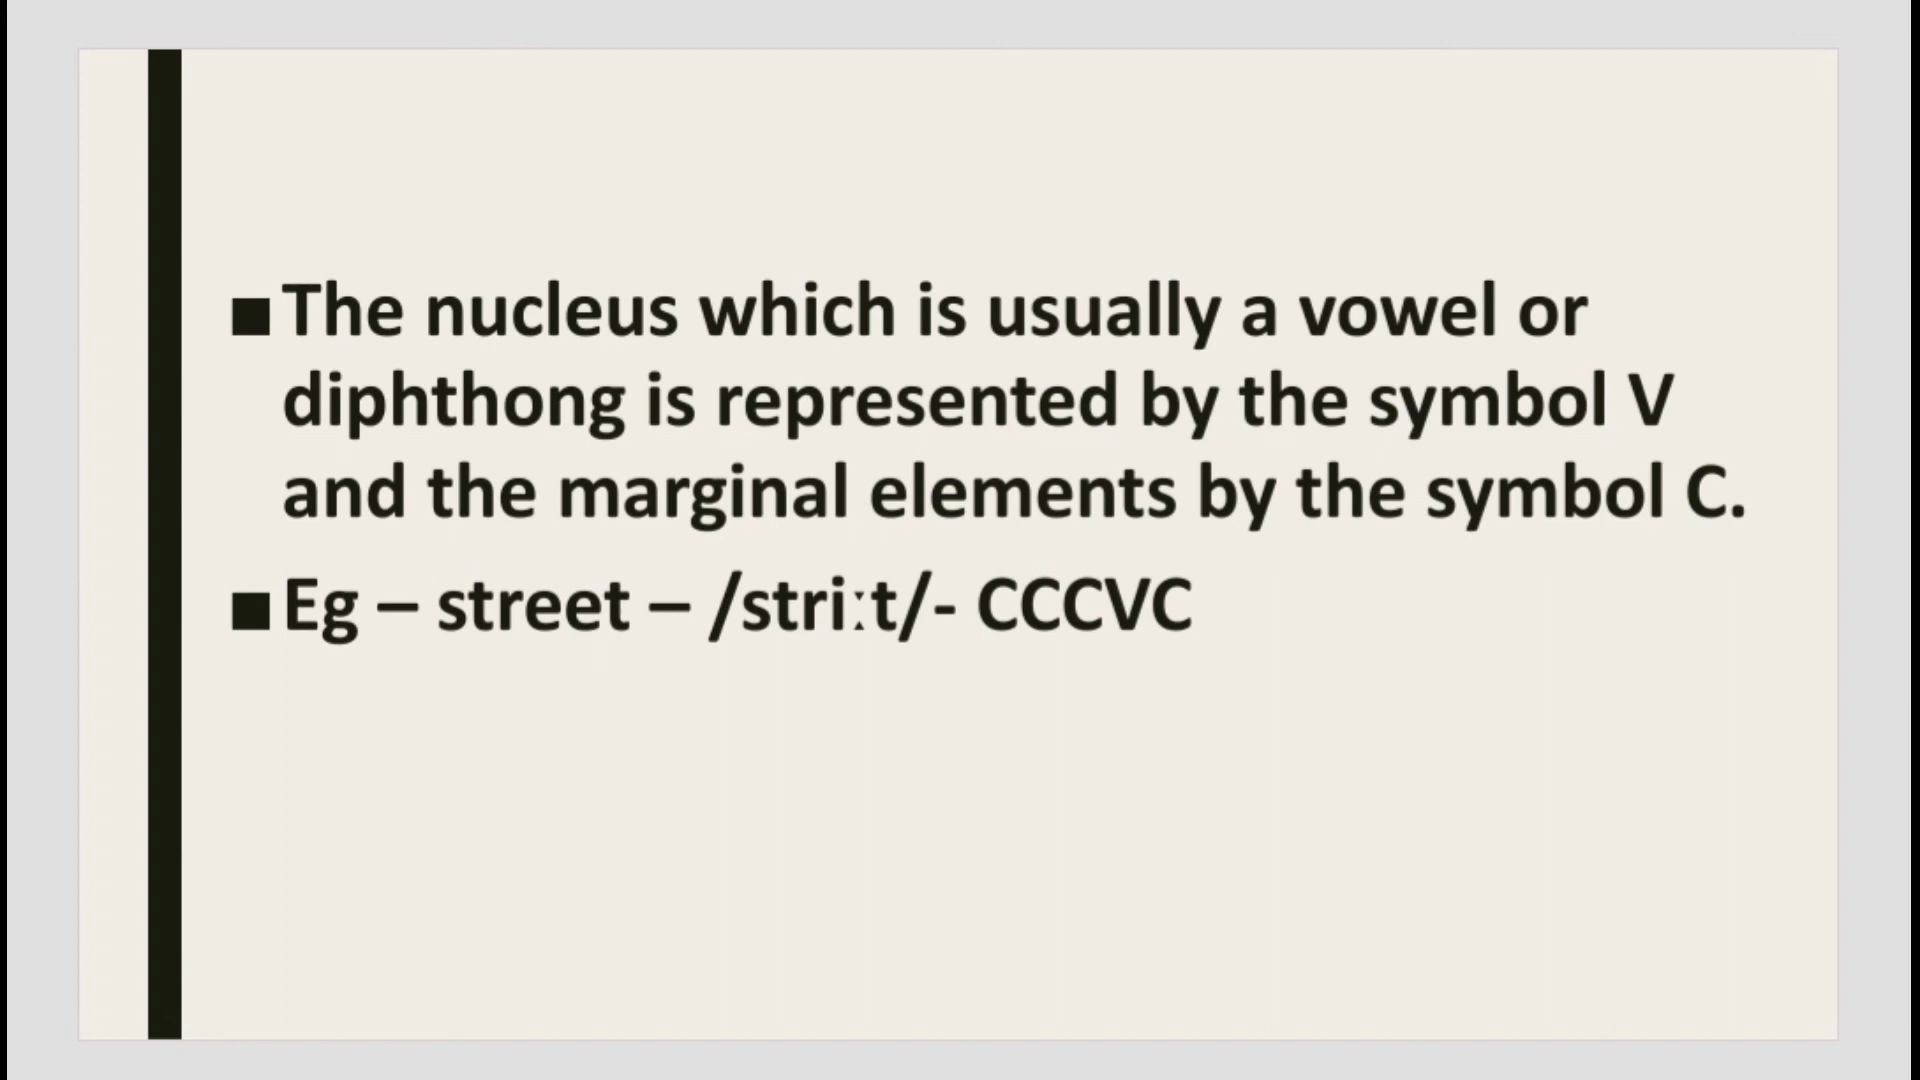 ■ The nucleus which is usually a vowel or
diphthong is represented by the symbol V
and the marginal elements by the symbol C.
■ Eg – street – /striːt/- CCCVC